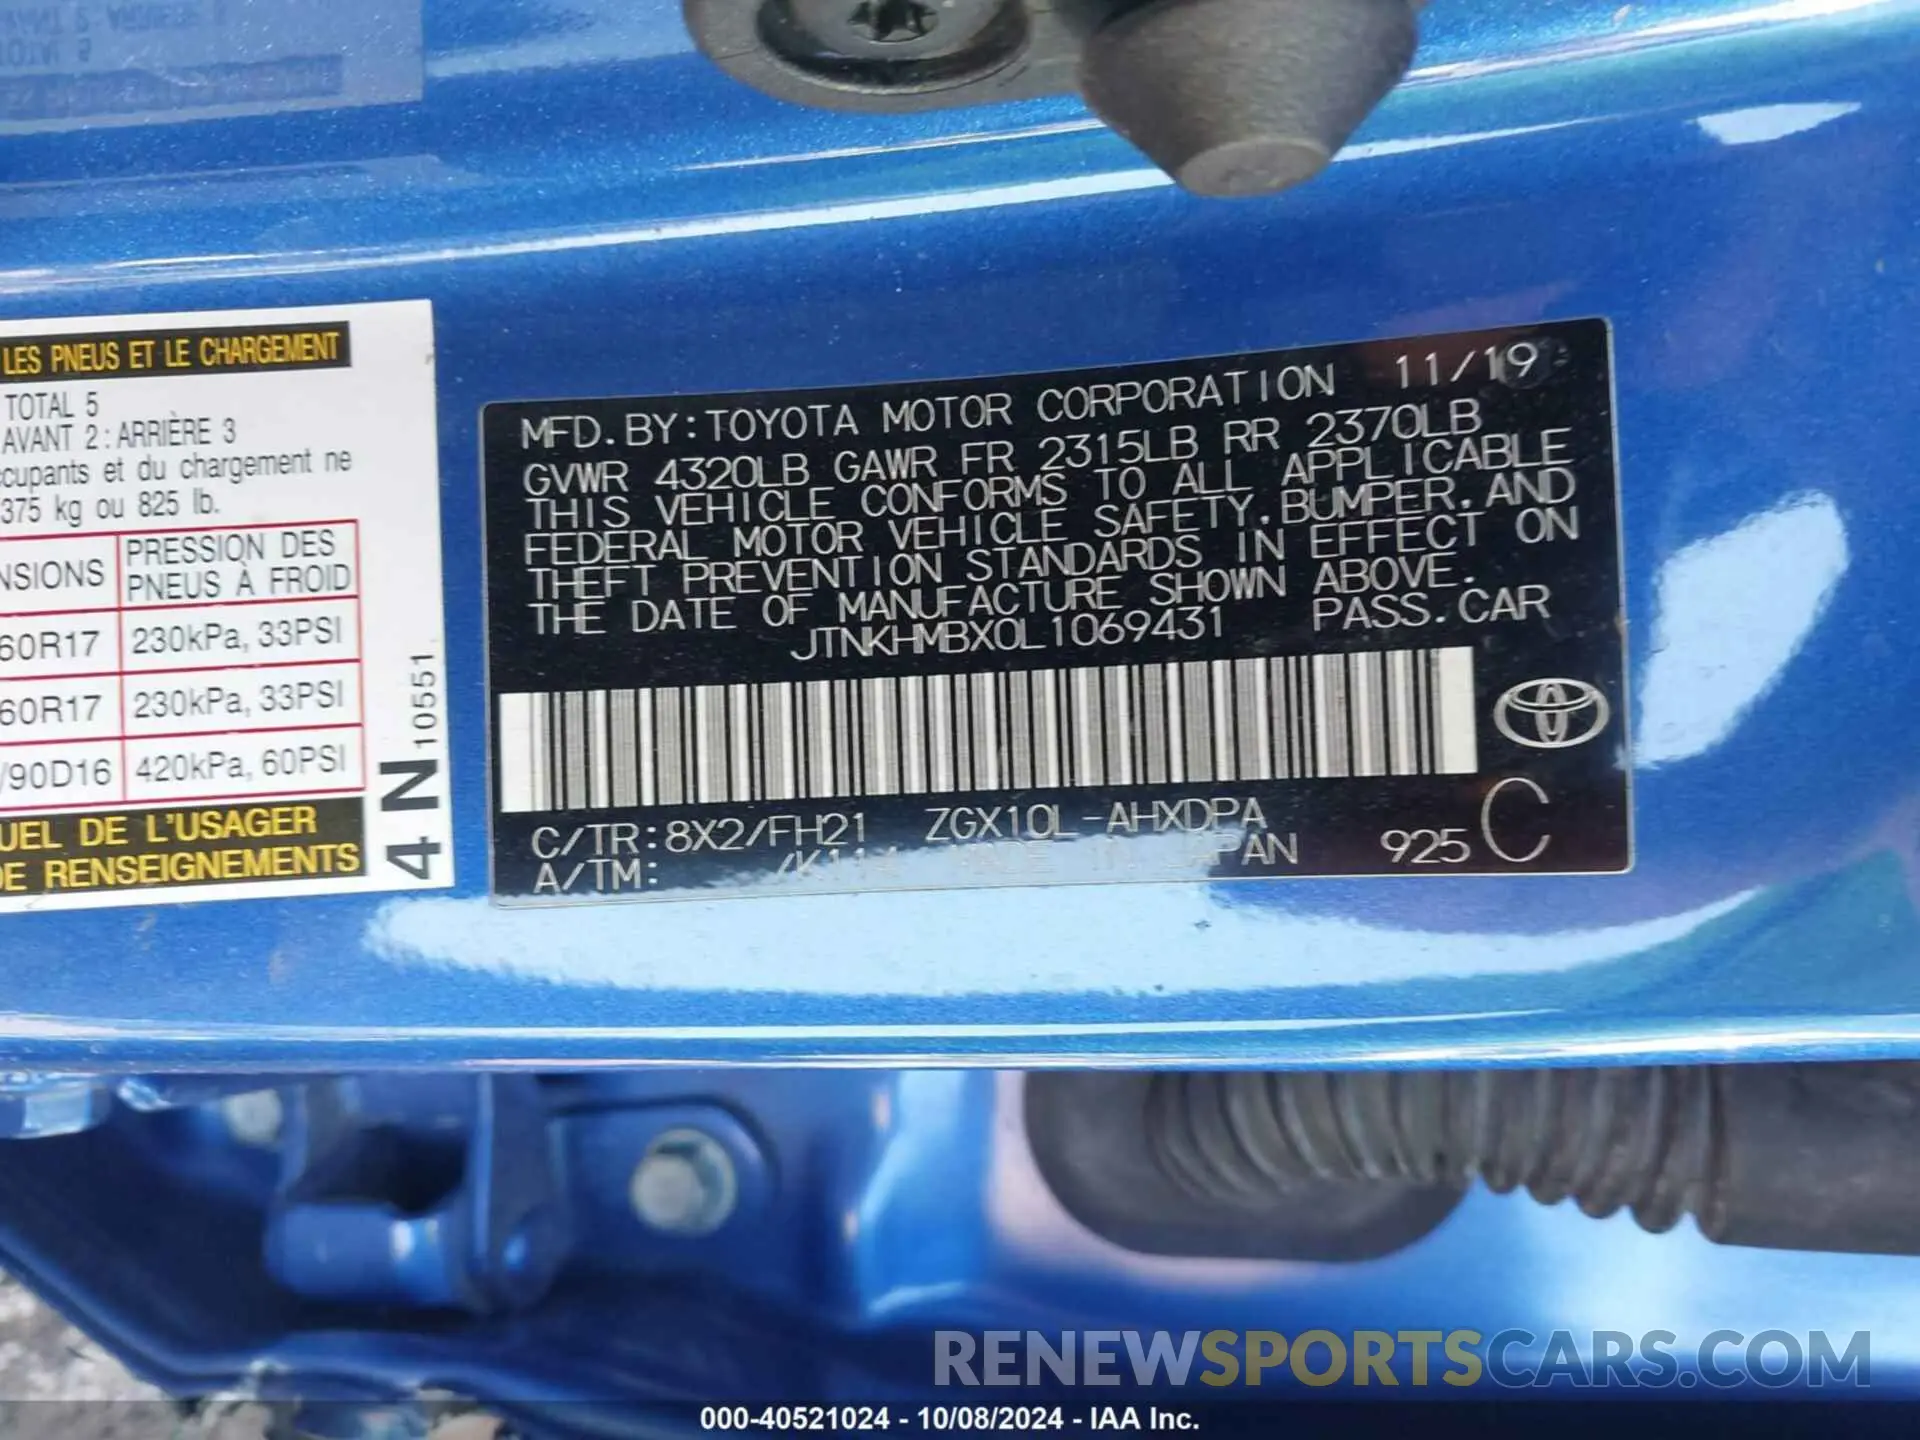 LES PNEUS ET LE CHARGEMENT
TOTAL 5
AVANT 2 : ARRIÈRE 3
ccupants et du chargement ne
375 kg ou 825 lb.
NSIONS PRESSION DES
PNEUS À FROID
60R17 230kPa, 33PSI
60R17 230kPa, 33PSI
/90D16 420kPa, 60PSI
UEL DE L'USAGER
DE RENSEIGNEMENTS
4N 10551
MFD. BY: TOYOTA MOTOR CORPORATION 11/19
GVWR 4320LB GAWR FR 2315LB RR 2370LB
THIS VEHICLE CONFORMS TO ALL APPLICABLE
FEDERAL MOTOR VEHICLE SAFETY, BUMPER, AND
THEFT PREVENTION STANDARDS IN EFFECT ON
THE DATE OF MANUFACTURE SHOWN ABOVE.
JTNKHMBX0L1069431 PASS. CAR
C/TR: 8X2/FH21 ZGX10L-AHXDPA
A/TM: /K114 MADE IN JAPAN 925 C
RENEWSPORTSCARS.COM
000-40521024 - 10/08/2024 - IAA Inc.